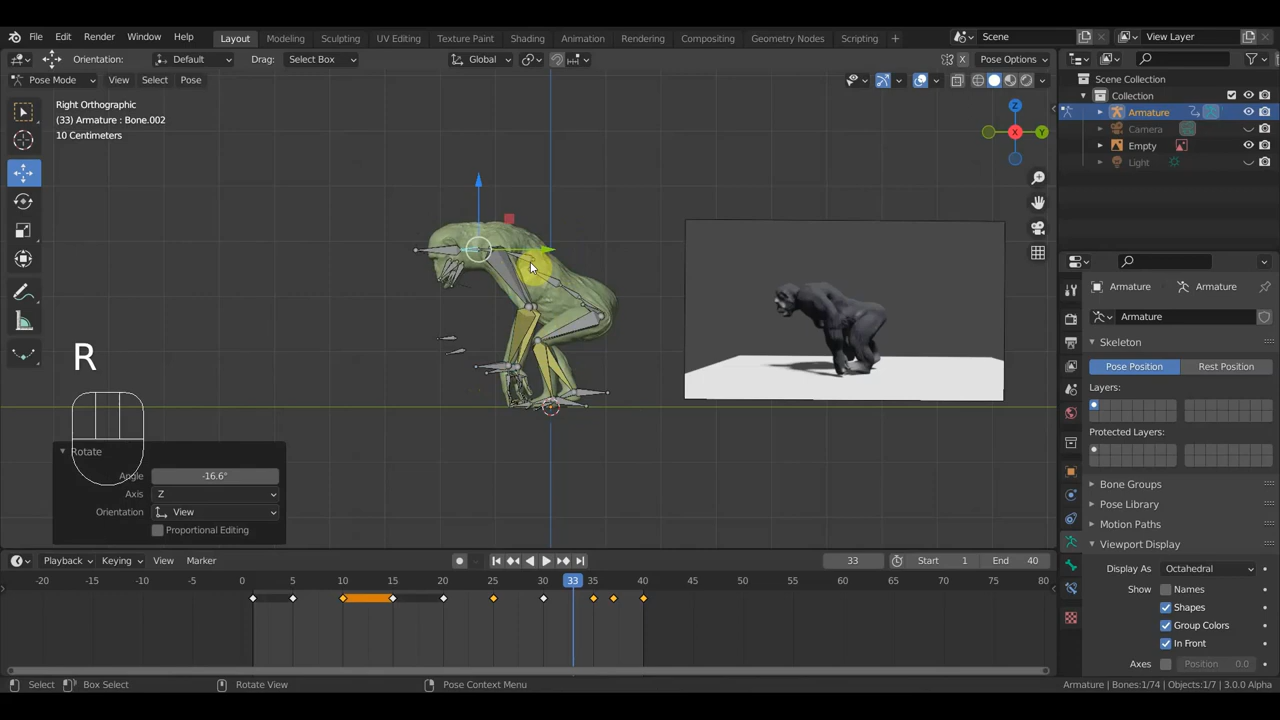 File Edit Render Window Help Layout Modeling Sculpting UV Editing Texture Paint Shading Animation Rendering Compositing Geometry Nodes Scripting + Scene View Layer
Orientation: Default Drag: Select Box Global Pose Options
Pose Mode View Select Pose
Right Orthographic
(33) Armature : Bone.002
10 Centimeters
Z
X
Y
Scene Collection
Collection
Armature
Camera
Empty
Light
Armature Armature
Armature
Skeleton
Pose Position Rest Position
Layers:
Protected Layers:
Bone Groups
Pose Library
Motion Paths
Viewport Display
Display As Octahedral
Show Names
Shapes
Group Colors
In Front
Axes Position 0.0
R
Rotate
Angle -16.6°
Axis Z
Orientation View
Proportional Editing
Playback Keying View Marker 33 Start 1 End 40
-20 -15 -10 -5 0 5 10 15 20 25 30 33 35 40 45 50 55 60 65 70 75 80
Select Box Select Rotate View Pose Context Menu Armature | Bones:1/74 | Objects:1/7 | 3.0.0 Alpha